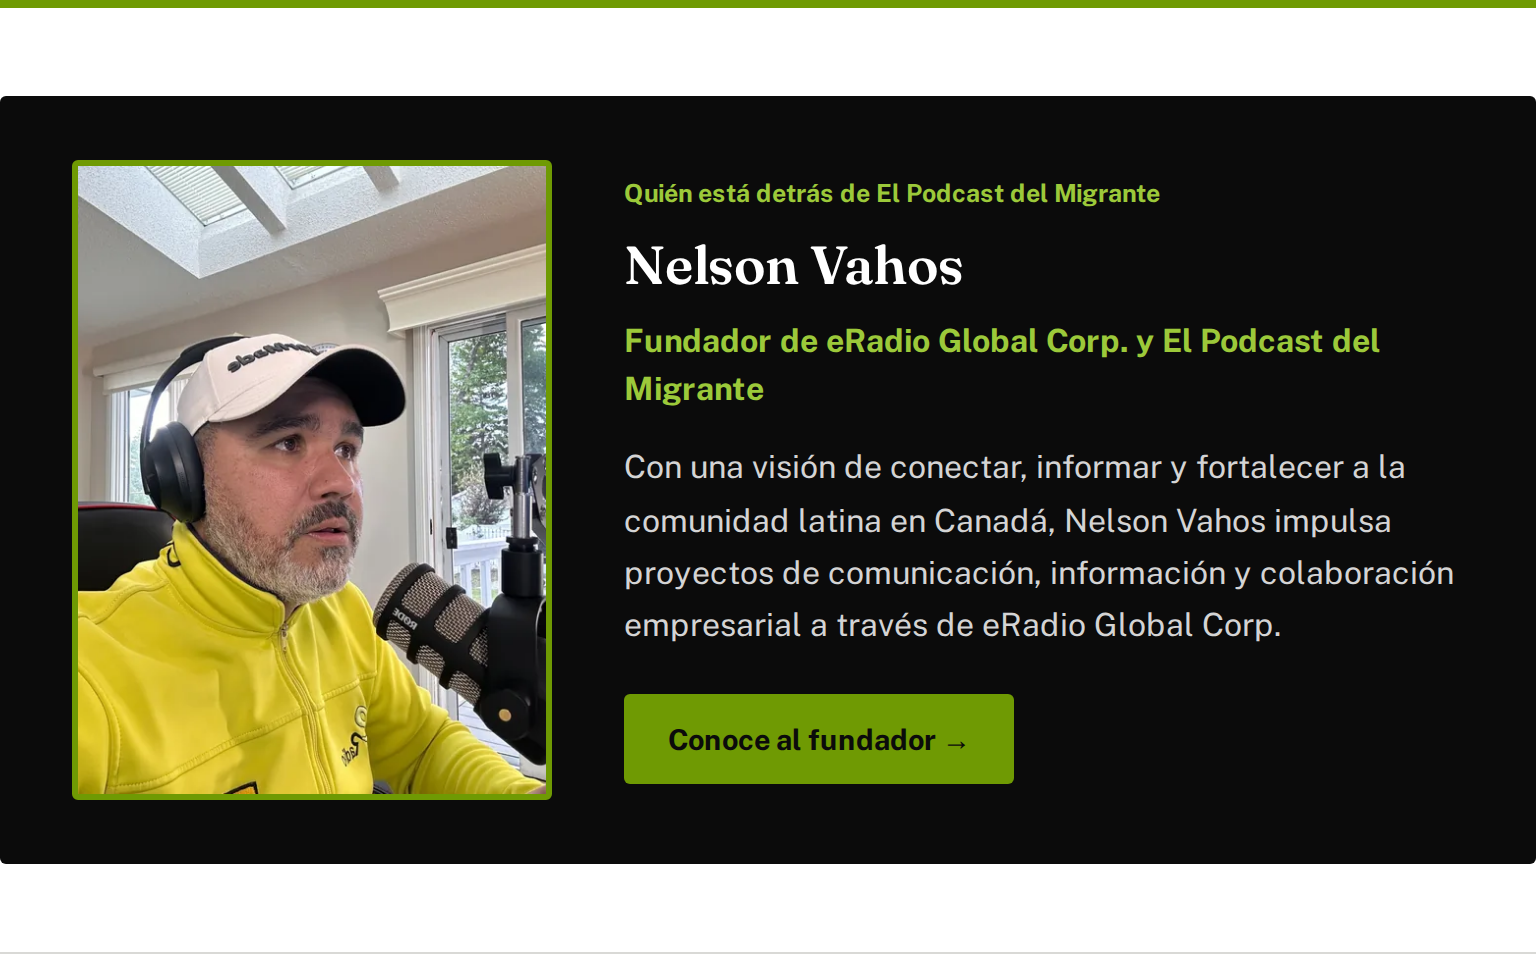 Quién está detrás de El Podcast del Migrante
Nelson Vahos
Fundador de eRadio Global Corp. y El Podcast del
Migrante
Con una visión de conectar, informar y fortalecer a la
comunidad latina en Canadá, Nelson Vahos impulsa
proyectos de comunicación, información y colaboración
empresarial a través de eRadio Global Corp.
Conoce al fundador →
RODE